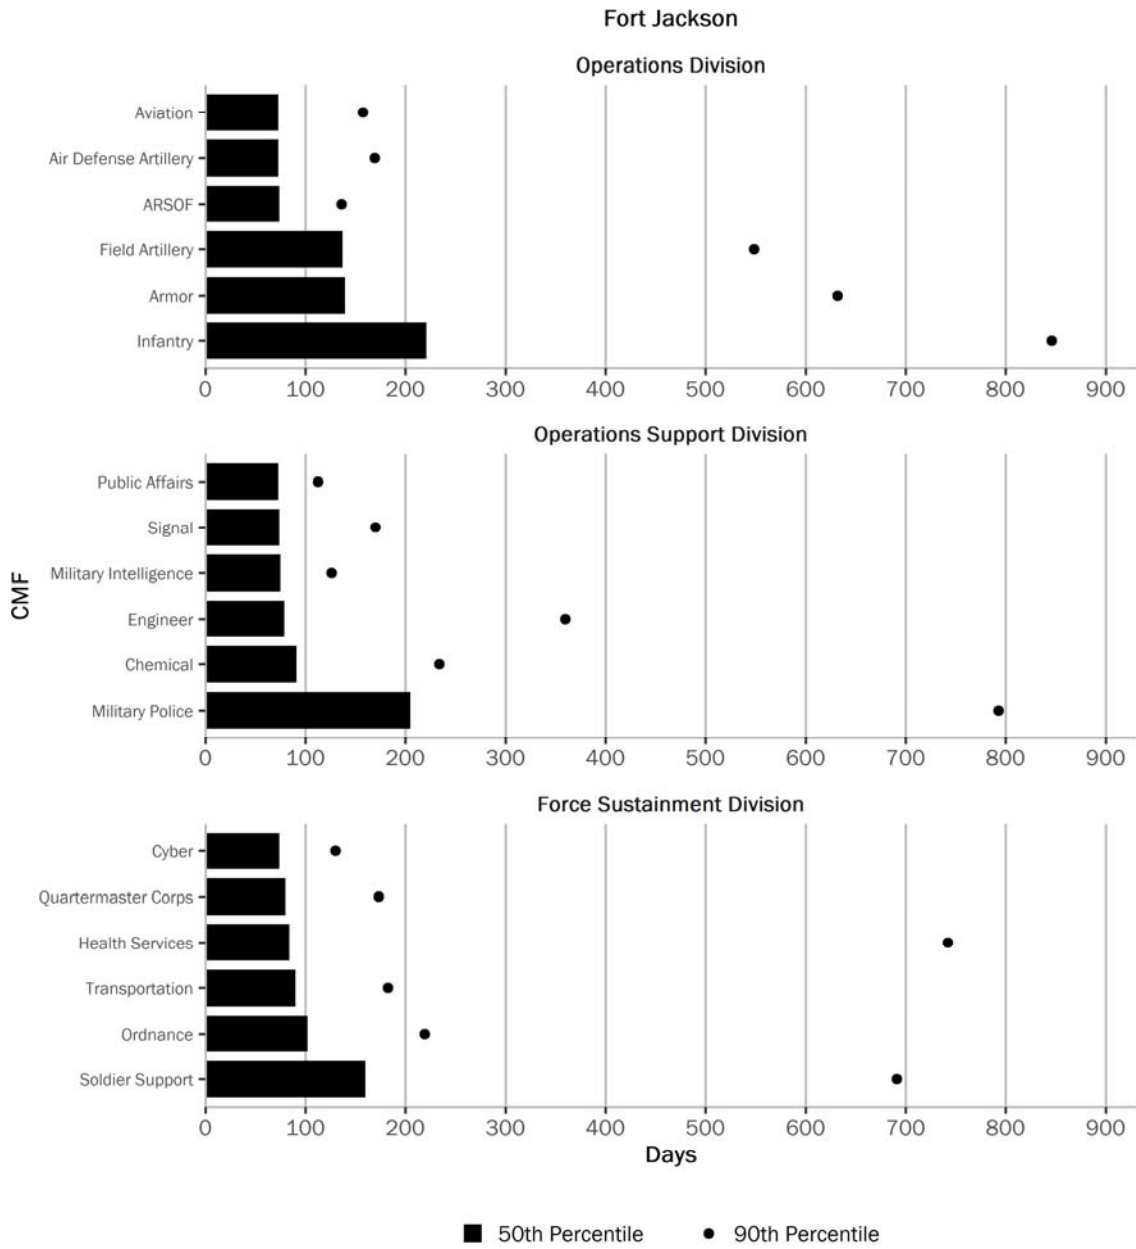 Fort Jackson
Operations Division
Aviation
Air Defense Artillery
ARSOF
Field Artillery
Armor
Infantry
0 100 200 300 400 500 600 700 800 900
Operations Support Division
Public Affairs
Signal
Military Intelligence
Engineer
Chemical
Military Police
0 100 200 300 400 500 600 700 800 900
CMF
Force Sustainment Division
Cyber
Quartermaster Corps
Health Services
Transportation
Ordnance
Soldier Support
0 100 200 300 400 500 600 700 800 900
Days
50th Percentile 90th Percentile